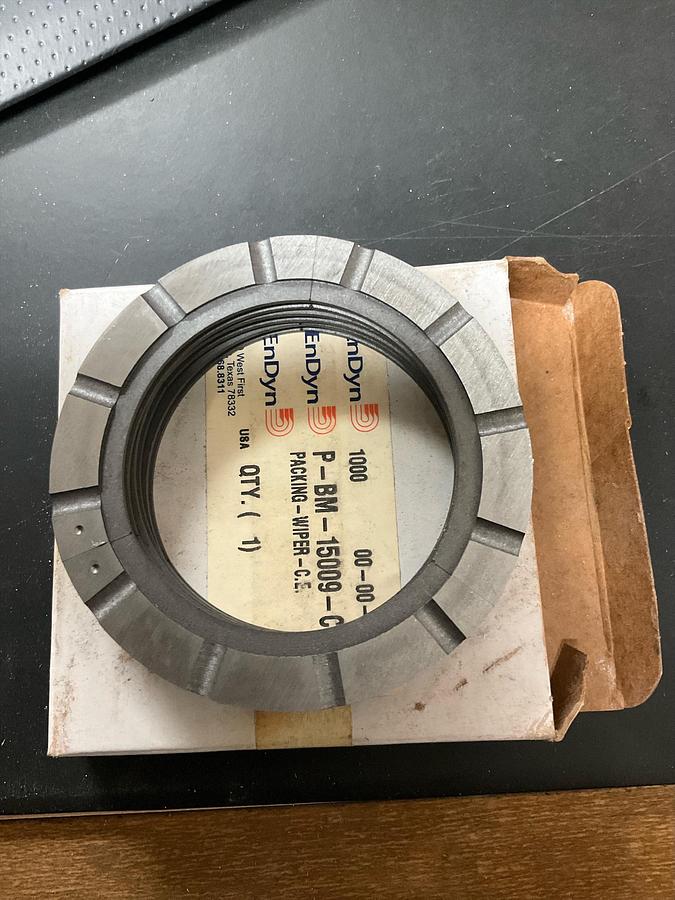 EnDyn
EnDyn
EnDyn
West First
Texas 78332
68.8311
USA
1000 00-00-
P-BM-15009-C
PACKING-WIPER-C.E.
QTY. ( 1)